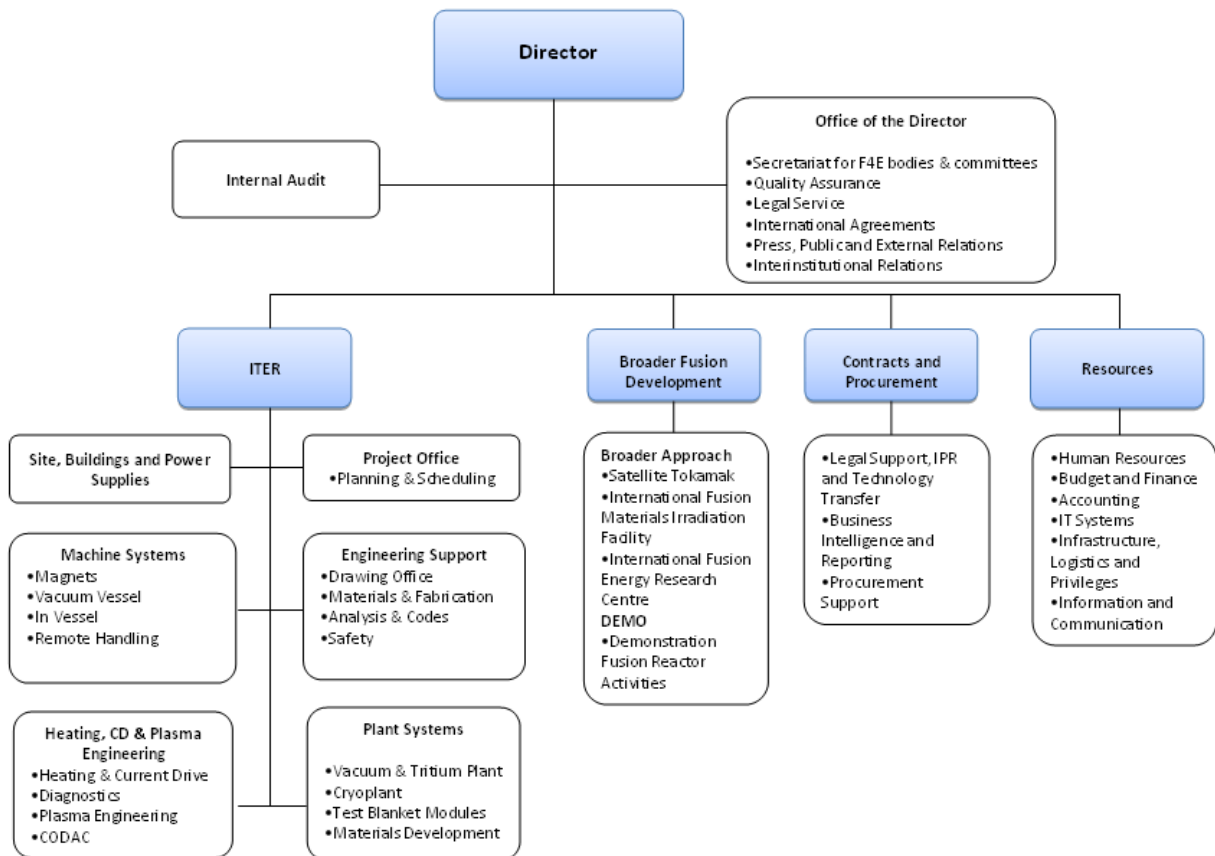 Director
Office of the Director
•Secretariat for F4E bodies & committees
•Quality Assurance
•Legal Service
•International Agreements
•Press, Public and External Relations
•Interinstitutional Relations
Internal Audit
ITER
Broader Fusion
Development
Contracts and
Procurement
Resources
Site, Buildings and Power
Supplies
Project Office
•Planning & Scheduling
Machine Systems
•Magnets
•Vacuum Vessel
•In Vessel
•Remote Handling
Engineering Support
•Drawing Office
•Materials & Fabrication
•Analysis & Codes
•Safety
Heating, CD & Plasma
Engineering
•Heating & Current Drive
•Diagnostics
•Plasma Engineering
•CODAC
Plant Systems
•Vacuum & Tritium Plant
•Cryoplant
•Test Blanket Modules
•Materials Development
Broader Approach
•Satellite Tokamak
•International Fusion
Materials Irradiation
Facility
•International Fusion
Energy Research
Centre
DEMO
•Demonstration
Fusion Reactor
Activities
•Legal Support, IPR
and Technology
Transfer
•Business
Intelligence and
Reporting
•Procurement
Support
•Human Resources
•Budget and Finance
•Accounting
•IT Systems
•Infrastructure,
Logistics and
Privileges
•Information and
Communication